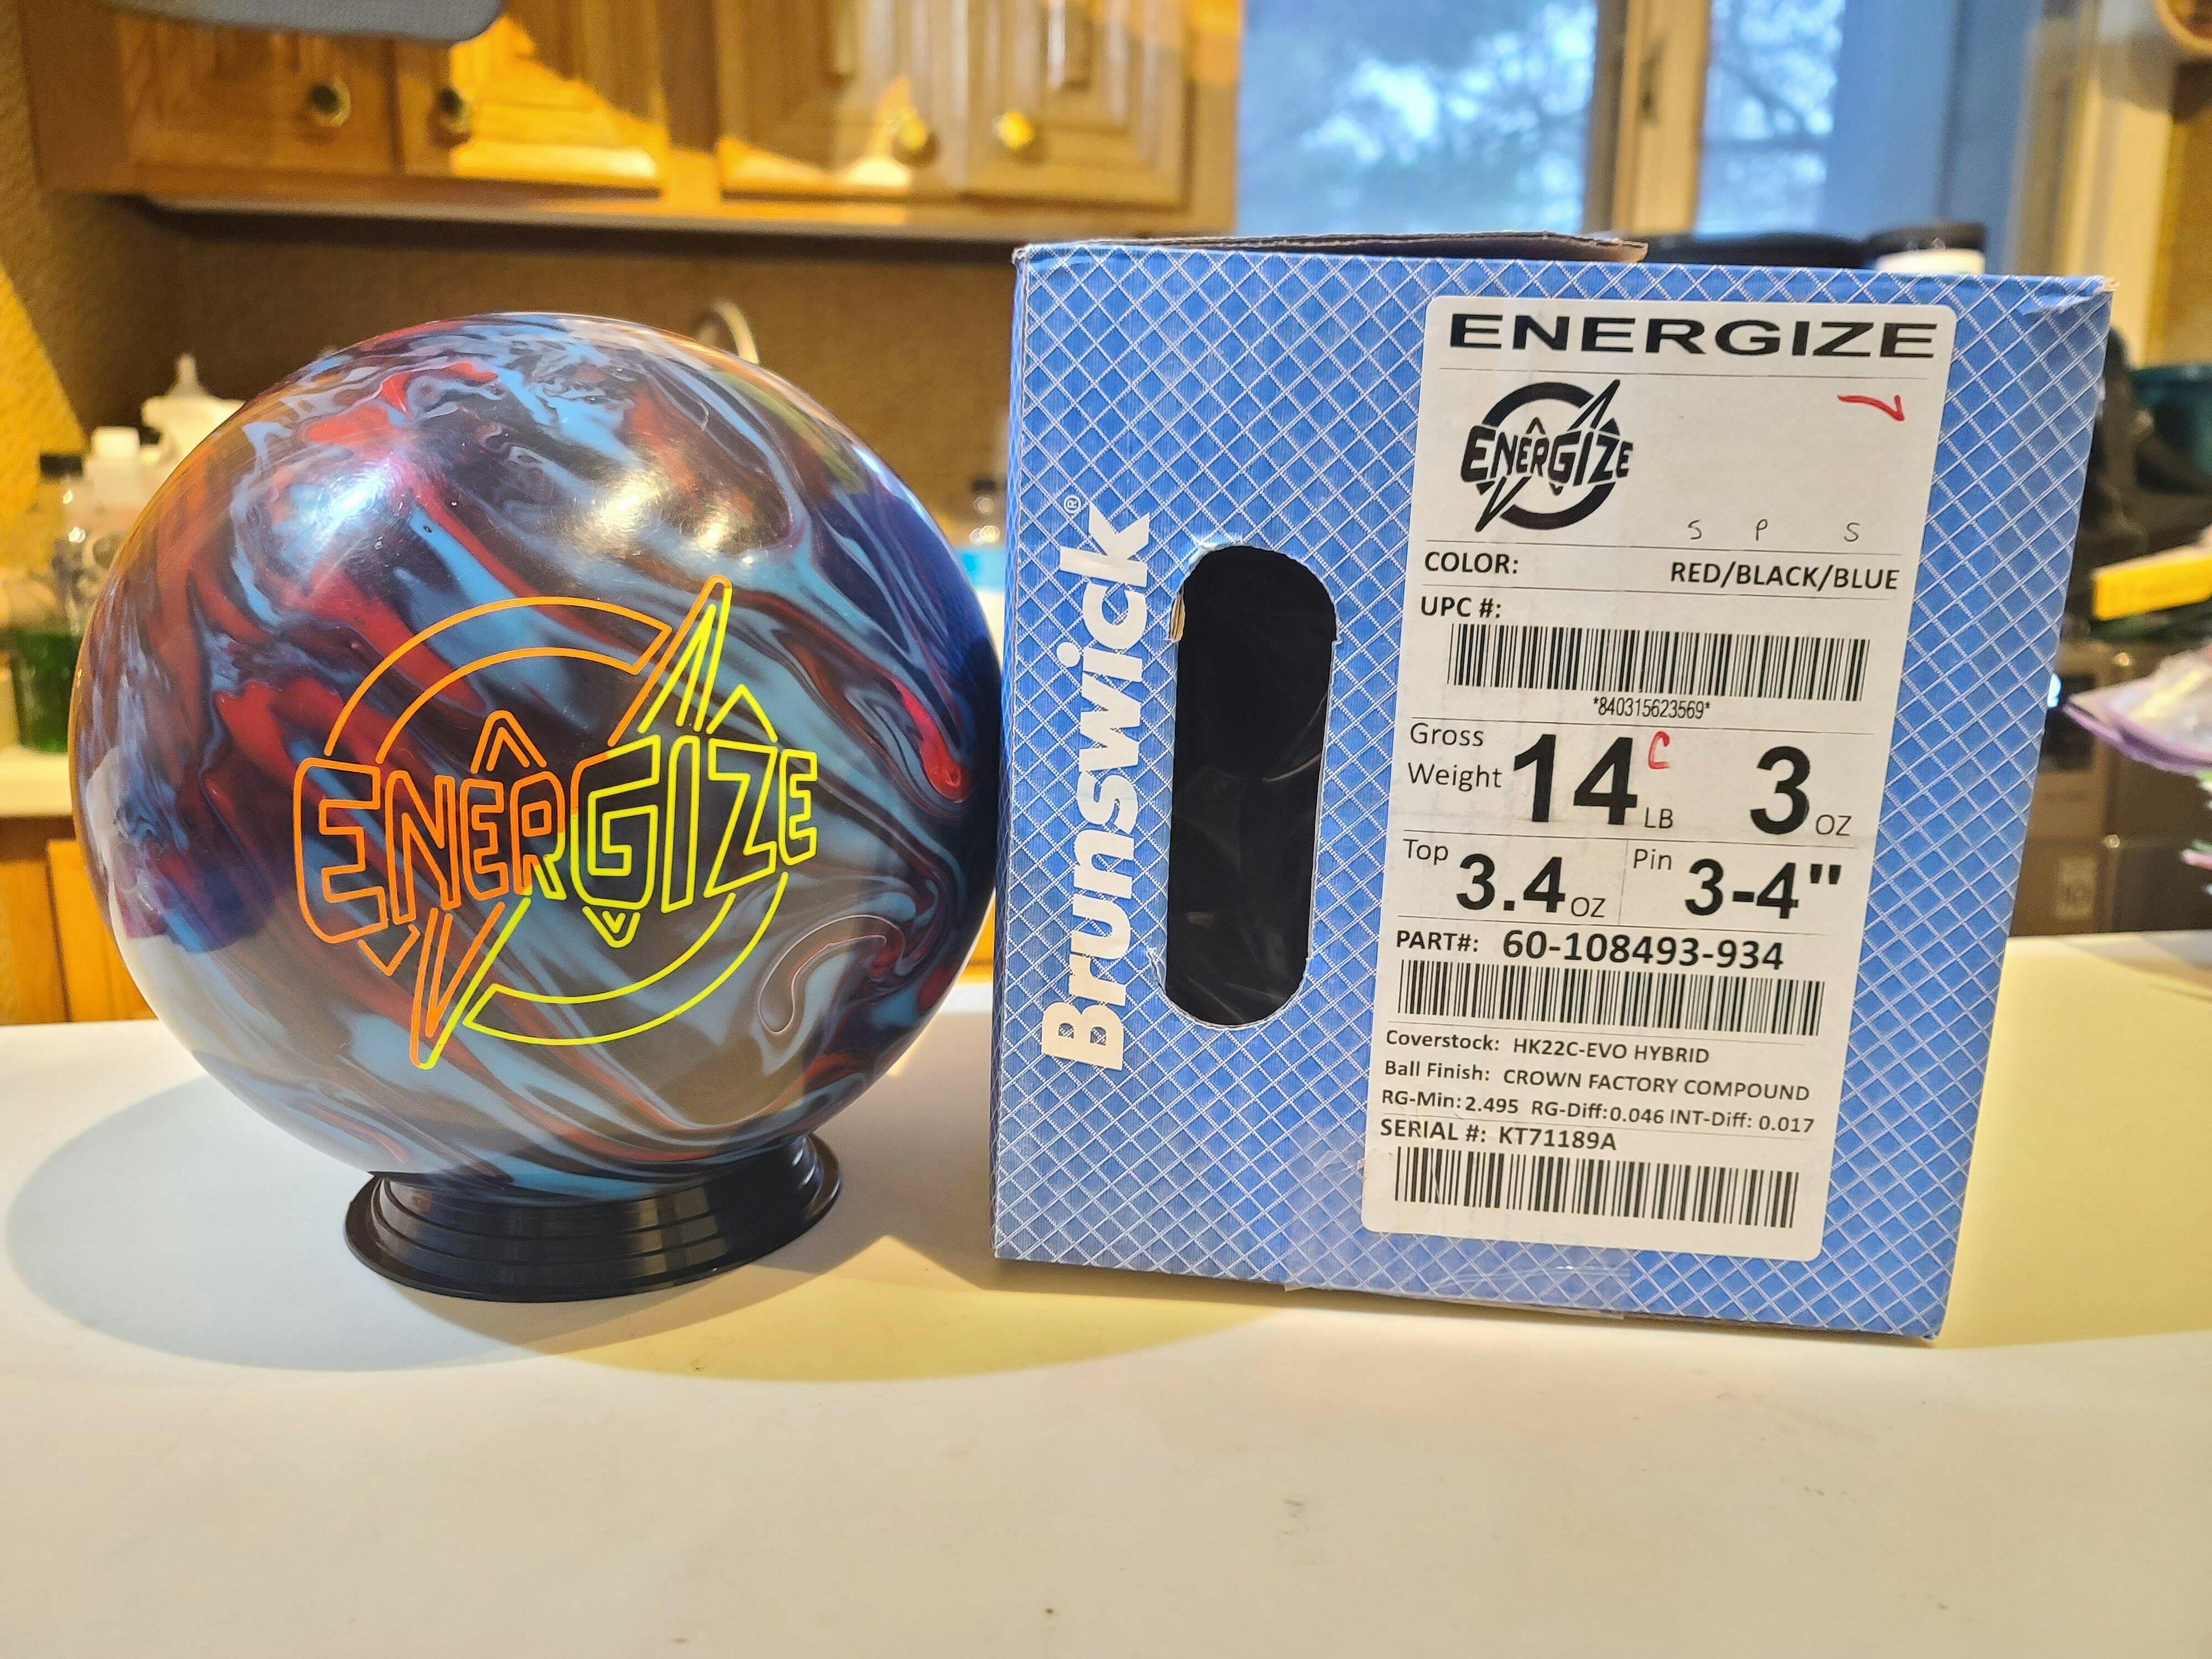 ENERGIZE
Brunswick®
ENERGIZE
ENERGIZE
S P S
COLOR: RED/BLACK/BLUE
UPC #:
*840315623569*
Gross Weight 14 LB C 3 OZ
Top 3.4 OZ Pin 3-4"
PART#: 60-108493-934
Coverstock: HK22C-EVO HYBRID
Ball Finish: CROWN FACTORY COMPOUND
RG-Min: 2.495 RG-Diff: 0.046 INT-Diff: 0.017
SERIAL #: KT71189A